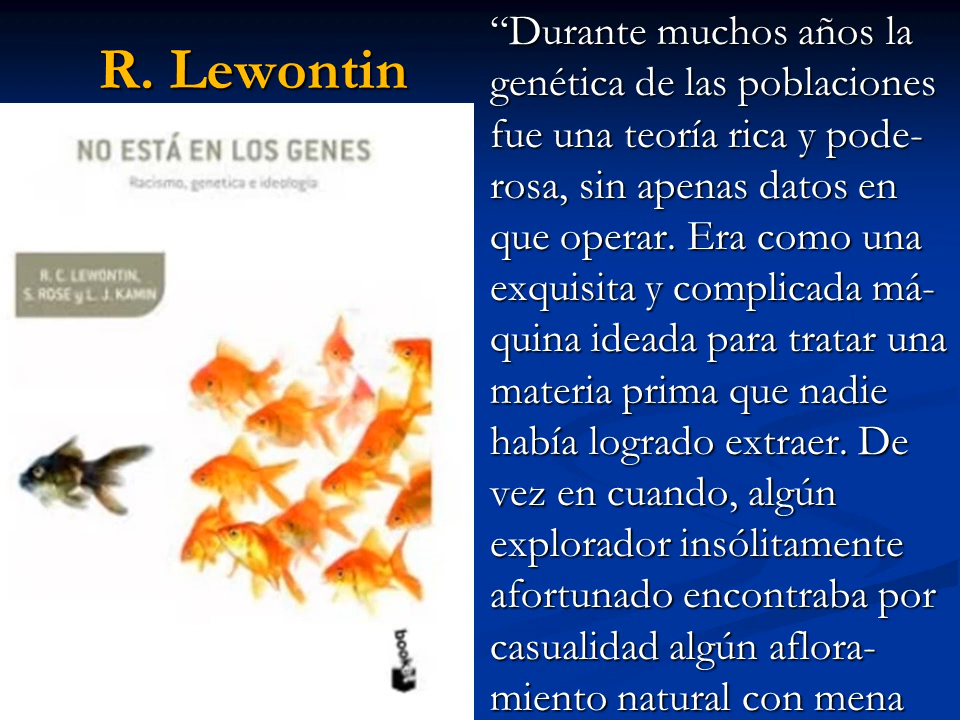 R. Lewontin
NO ESTÁ EN LOS GENES
Racismo, genetica e ideología
R. C. LEWONTIN,
S. ROSE y L. J. KAMIN
booket
“Durante muchos años la
genética de las poblaciones
fue una teoría rica y pode-
rosa, sin apenas datos en
que operar. Era como una
exquisita y complicada má-
quina ideada para tratar una
materia prima que nadie
había logrado extraer. De
vez en cuando, algún
explorador insólitamente
afortunado encontraba por
casualidad algún aflora-
miento natural con mena